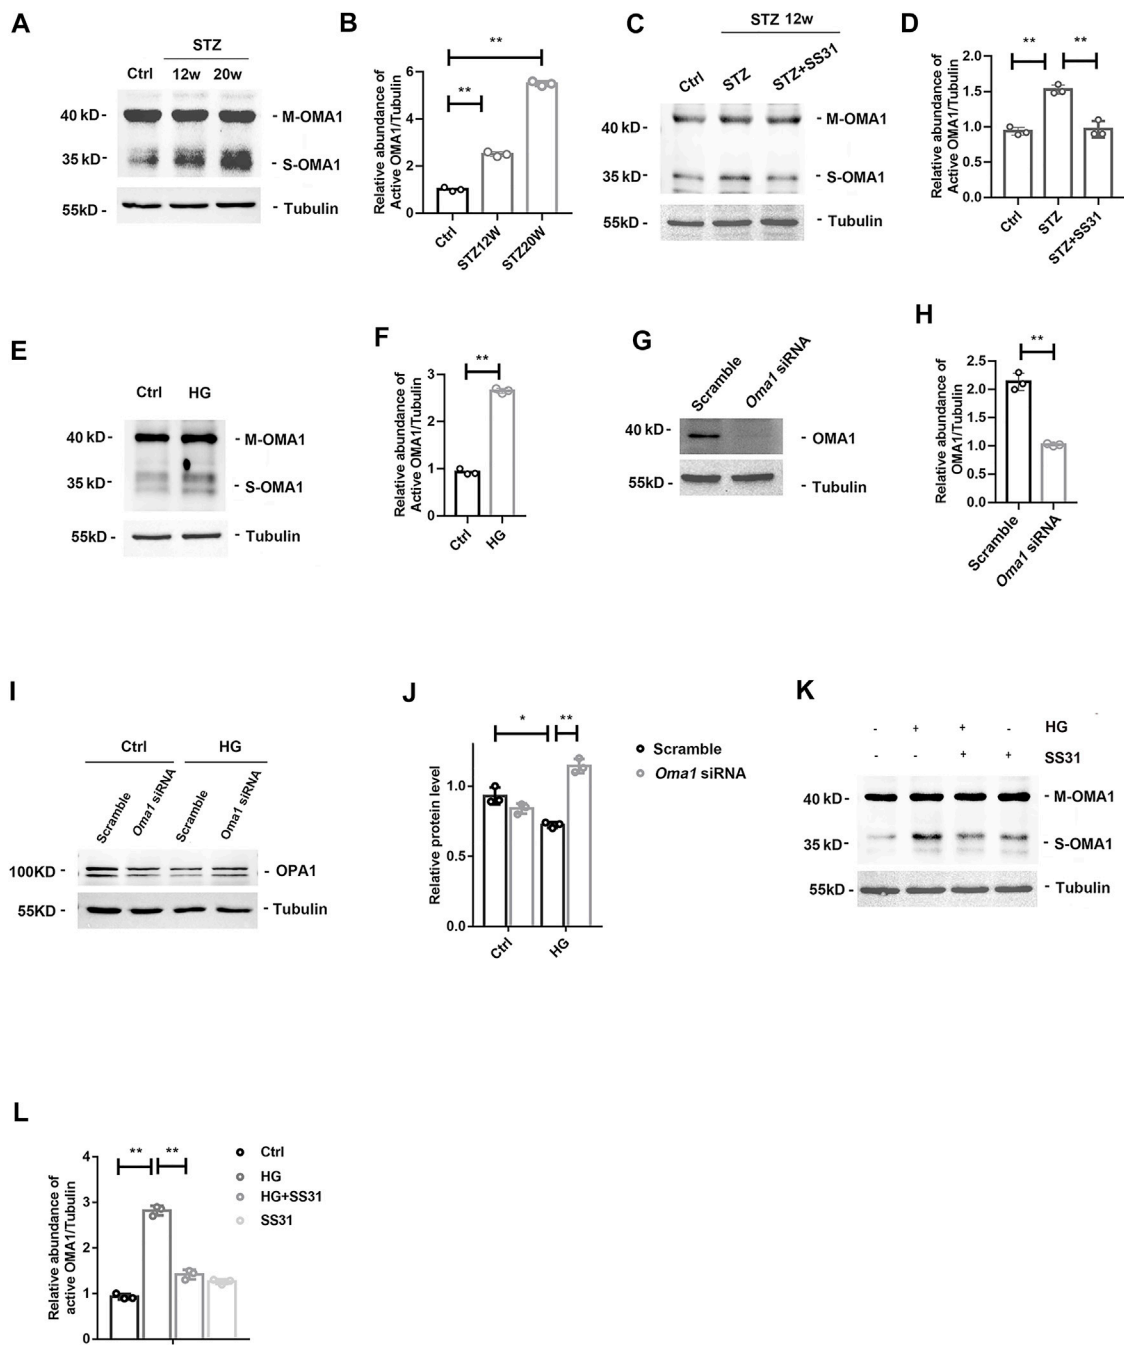 A
STZ
Ctrl 12w 20w
40 kD- - M-OMA1
35 kD- - S-OMA1
55kD - - Tubulin
B
Relative abundance of
Active OMA1/Tubulin
6
4
2
0
**
**
Ctrl
STZ12W
STZ20W
C
STZ 12w
Ctrl STZ STZ+SS31
40 kD- - M-OMA1
35 kD- - S-OMA1
55kD- - Tubulin
D
Relative abundance of
Active OMA1/Tubulin
2.0
1.5
1.0
0.5
0.0
** **
Ctrl
STZ
STZ+SS31
E
Ctrl HG
40 kD- - M-OMA1
35 kD- - S-OMA1
55kD- - Tubulin
F
Relative abundance of
Active OMA1/Tubulin
3
2
1
0
**
Ctrl
HG
G
Scramble Oma1 siRNA
40 kD - - OMA1
55kD - - Tubulin
H
Relative abundance of
OMA1/Tubulin
2.5
2.0
1.5
1.0
0.5
0.0
**
Scramble
Oma1 siRNA
I
Ctrl HG
Scramble Oma1 siRNA Scramble Oma1 siRNA
100KD - - OPA1
55KD - - Tubulin
J
Relative protein level
1.0
0.5
0.0
* **
Ctrl
HG
Scramble
Oma1 siRNA
K
- + + - HG
- - + + SS31
40 kD- - M-OMA1
35 kD- - S-OMA1
55kD- - Tubulin
L
Relative abundance of
active OMA1/Tubulin
4
3
2
1
0
** **
Ctrl
HG
HG+SS31
SS31